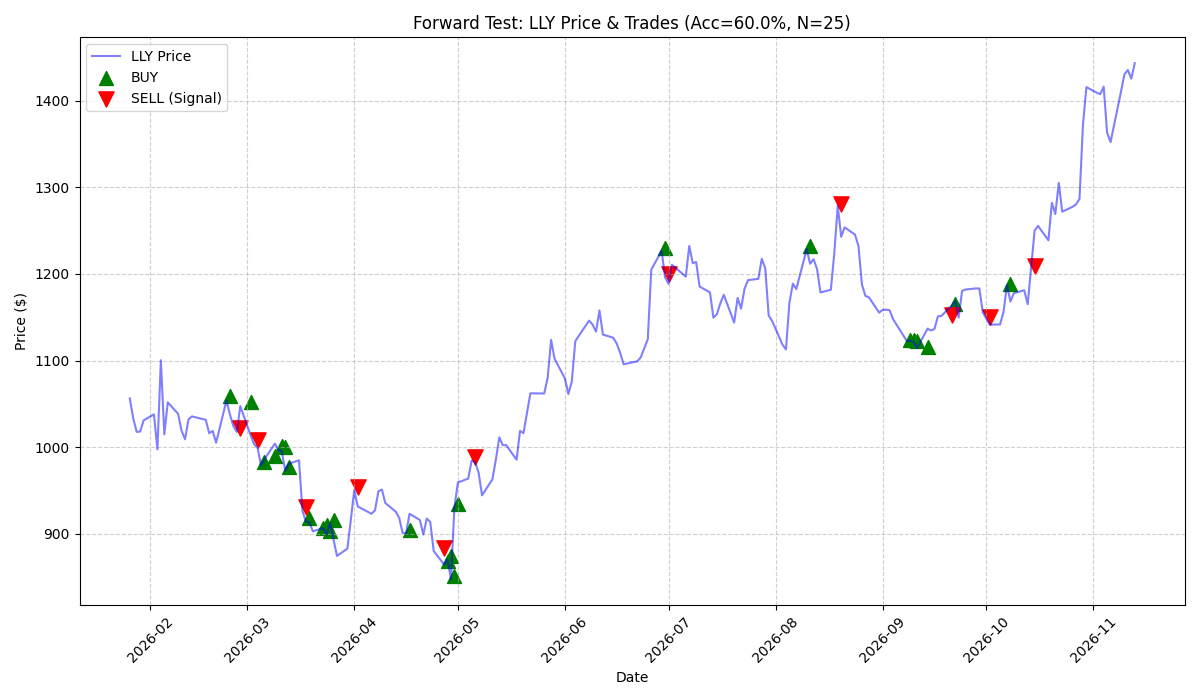 Forward Test: LLY Price & Trades (Acc=60.0%, N=25)
LLY Price
BUY
SELL (Signal)
Price ($)
1400
1300
1200
1100
1000
900
2026-02
2026-03
2026-04
2026-05
2026-06
2026-07
2026-08
2026-09
2026-10
2026-11
Date